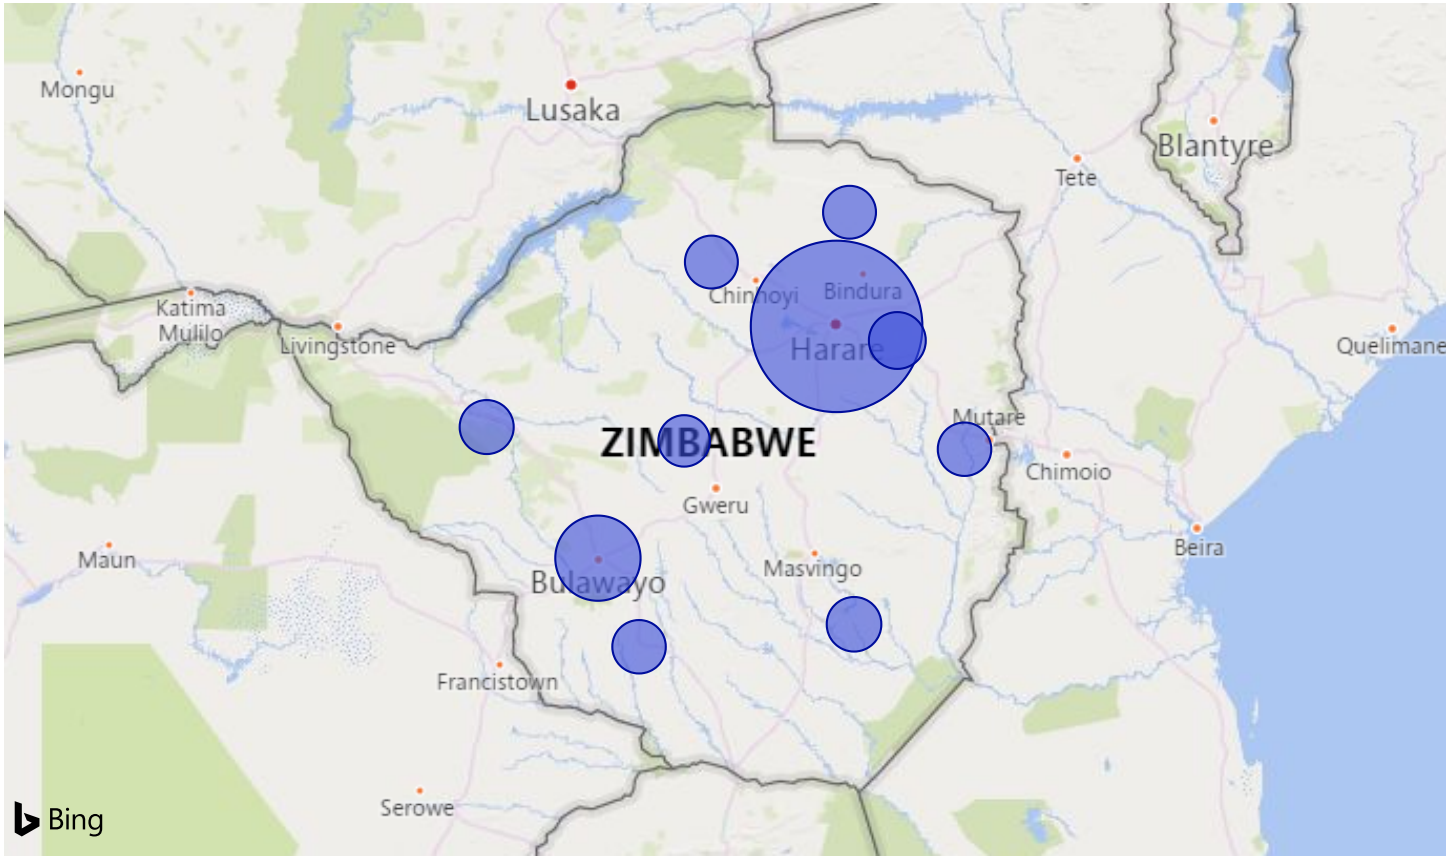 Mongu
Lusaka
Blantyre
Tete
Katima
Mulilo
Livingstone
Chinhoyi
Bindura
Harare
Quelimane
Mutare
ZIMBABWE
Chimoio
Gweru
Maun
Beira
Masvingo
Bulawayo
Francistown
Serowe
Bing